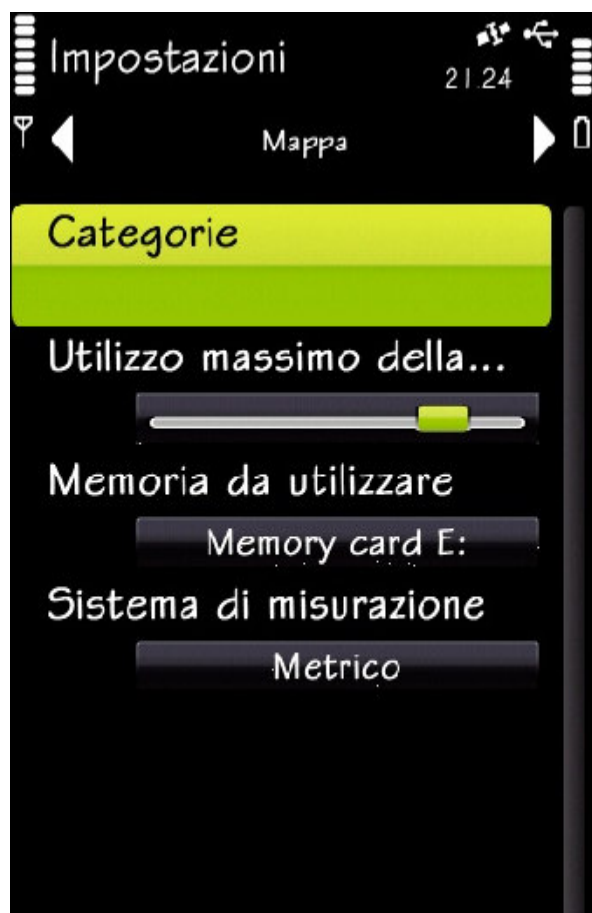 Impostazioni
21.24
Mappa
Categorie
Utilizzo massimo della...
Memoria da utilizzare
Memory card E:
Sistema di misurazione
Metrico